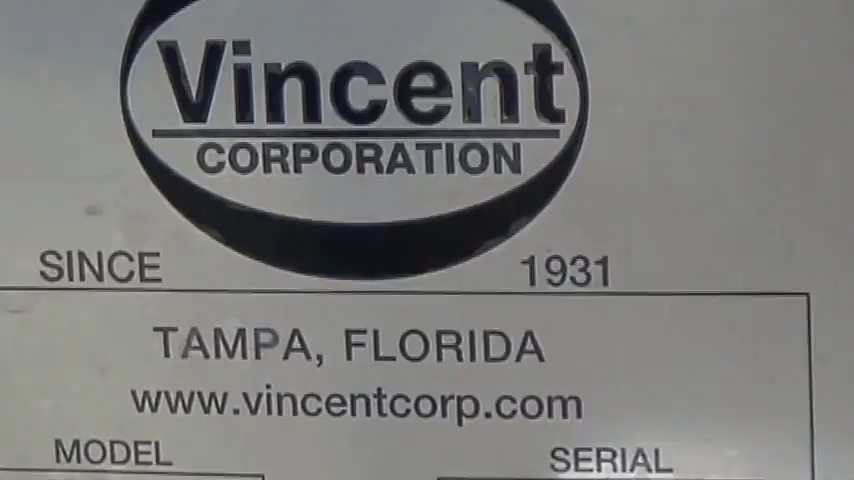 Vincent
CORPORATION
SINCE 1931
TAMPA, FLORIDA
www.vincentcorp.com
MODEL SERIAL